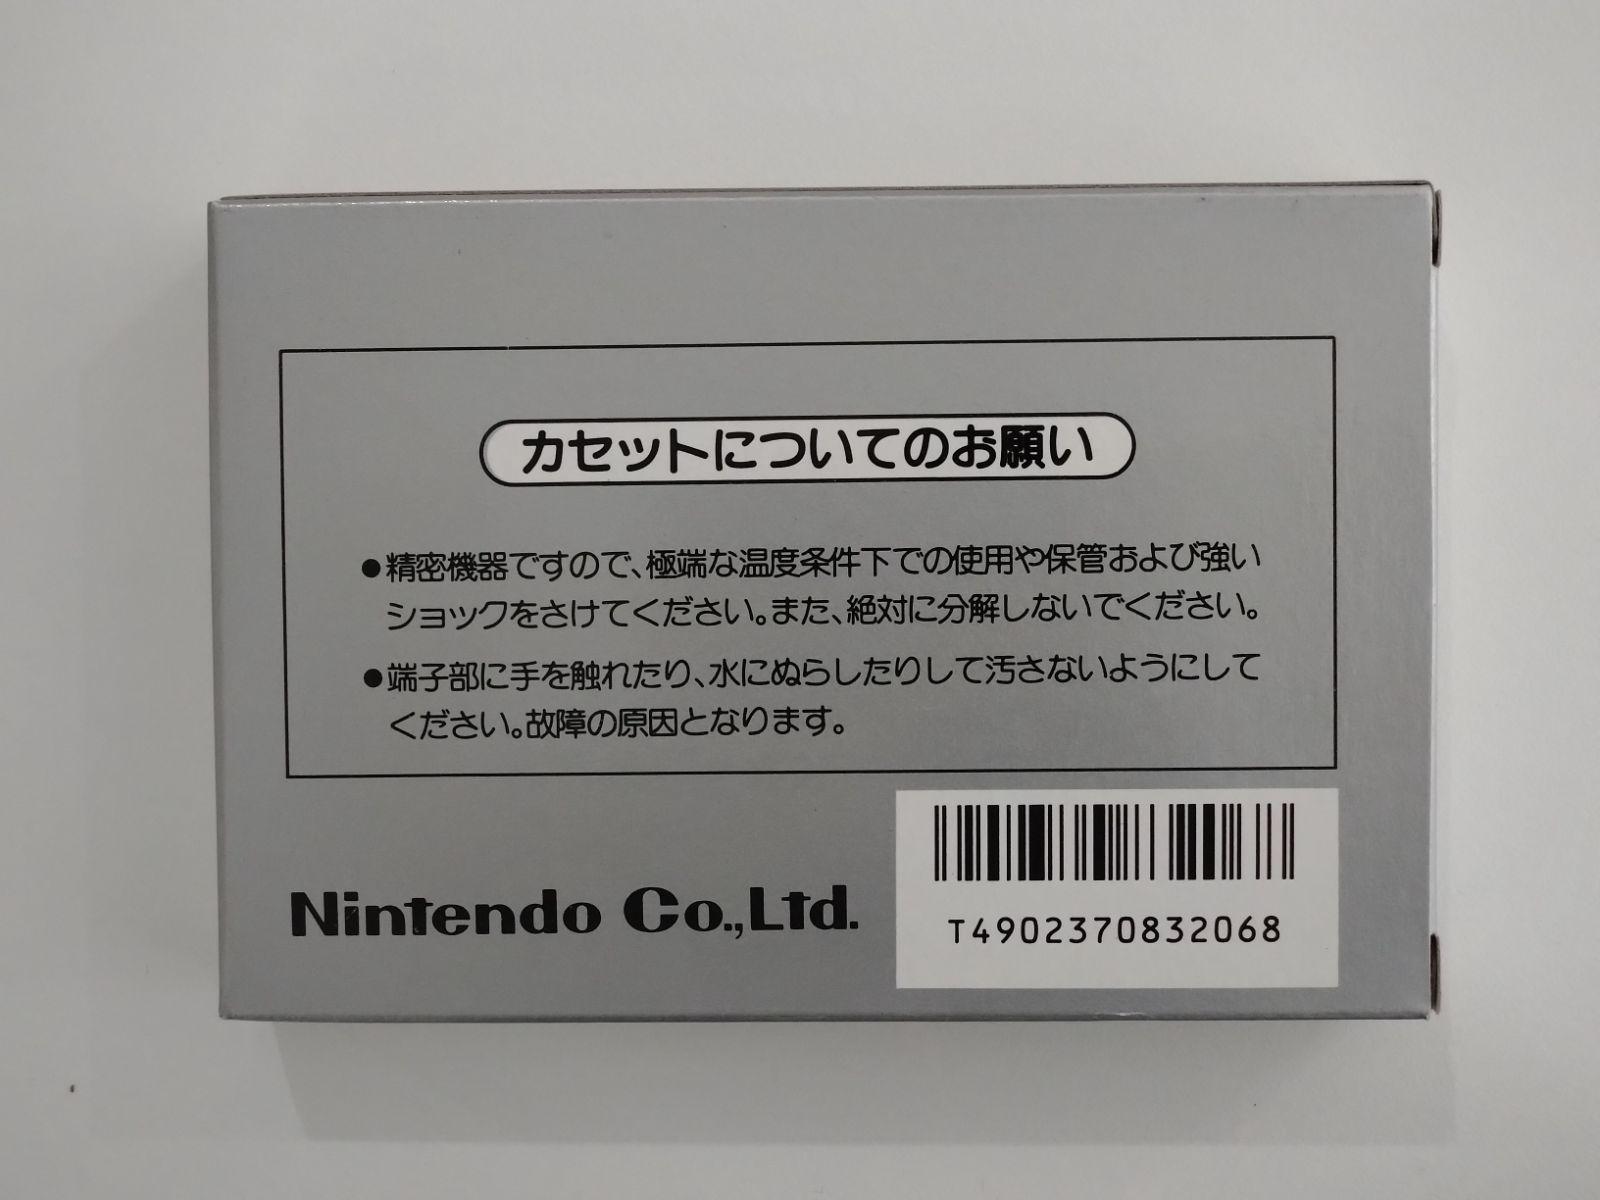 カセットについてのお願い
●精密機器ですので、極端な温度条件下での使用や保管および強い
ショックをさけてください。また、絶対に分解しないでください。
●端子部に手を触れたり、水にぬらしたりして汚さないようにして
ください。故障の原因となります。
Nintendo Co.,Ltd.
T4902370832068